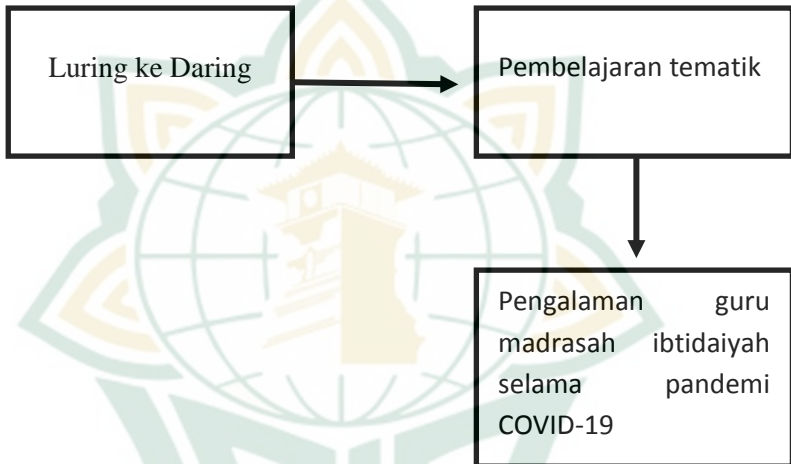 Luring ke Daring
Pembelajaran tematik
Pengalaman guru
madrasah ibtidaiyah
selama pandemi
COVID-19